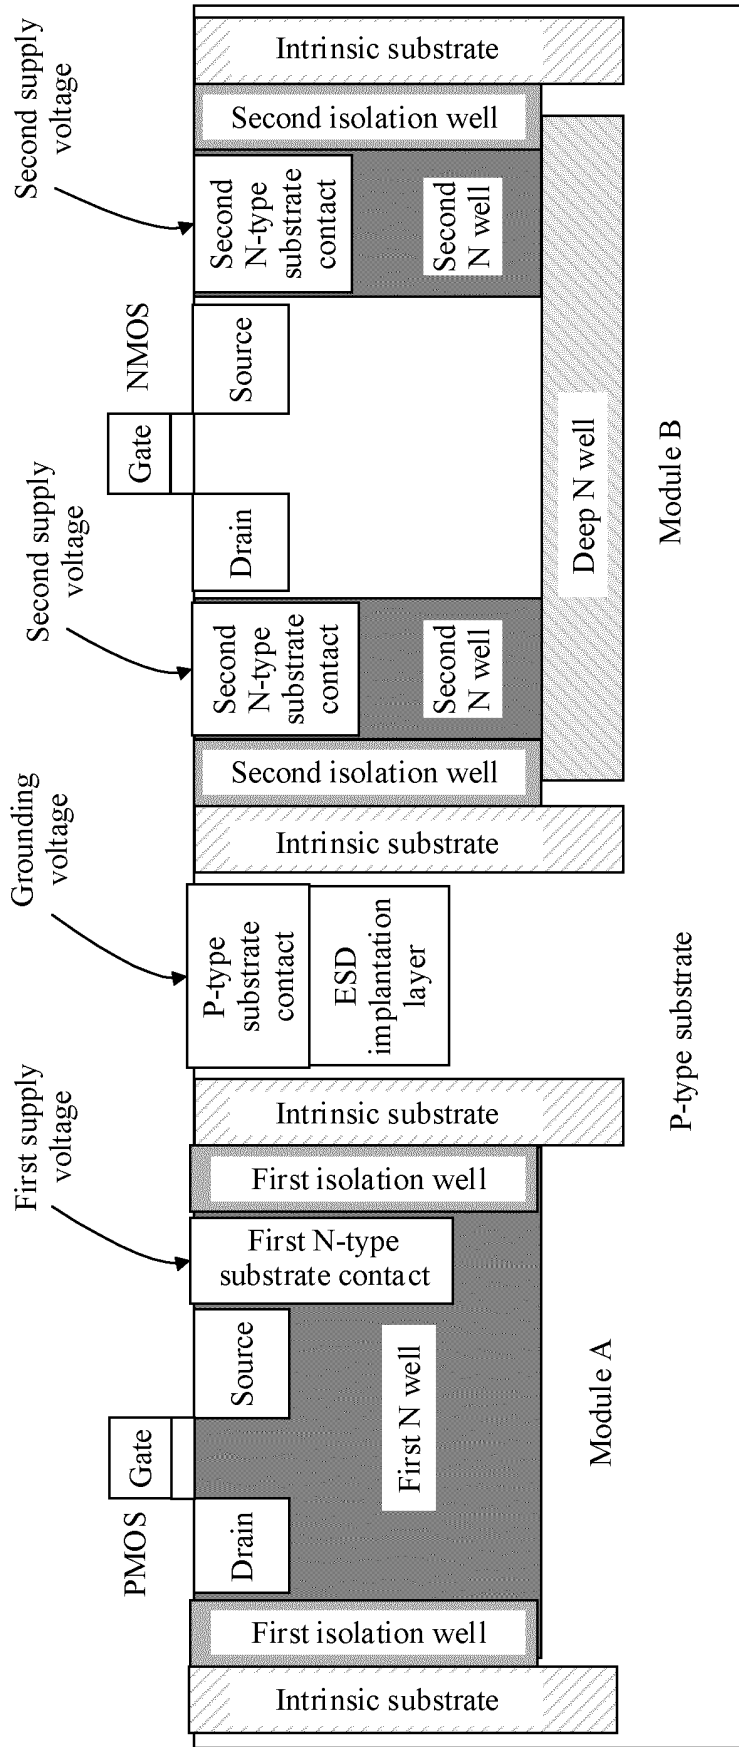 First supply
voltage
Grounding
voltage
Second supply
voltage
Second supply
voltage
PMOS
Gate
Gate
NMOS
Intrinsic substrate
First isolation well
Drain
Source
First N-type
substrate contact
First isolation well
Intrinsic substrate
P-type
substrate
contact
ESD
implantation
layer
Intrinsic substrate
Second isolation well
Second
N-type
substrate
contact
Drain
Source
Second
N-type
substrate
contact
Second isolation well
Intrinsic substrate
First N well
Second
N well
Second
N well
Deep N well
Module A
P-type substrate
Module B